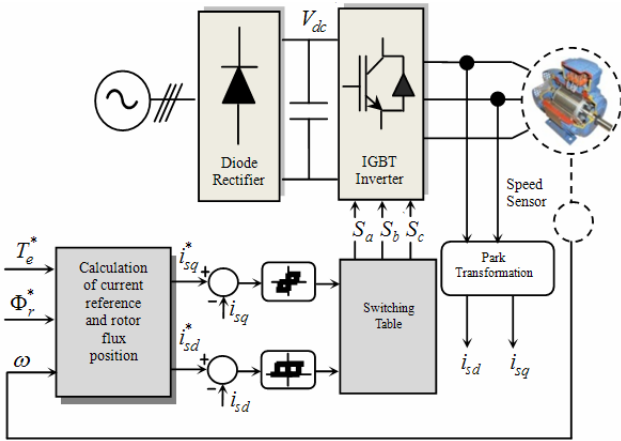 V_dc
Diode
Rectifier
IGBT
Inverter
Speed
Sensor
S_a S_b S_c
Park
Transformation
T_e^*
Φ_r^*
ω
Calculation
of current
reference
and rotor
flux
position
i_sq^*
+
−
i_sq
i_sd^*
+
−
i_sd
Switching
Table
i_sd i_sq